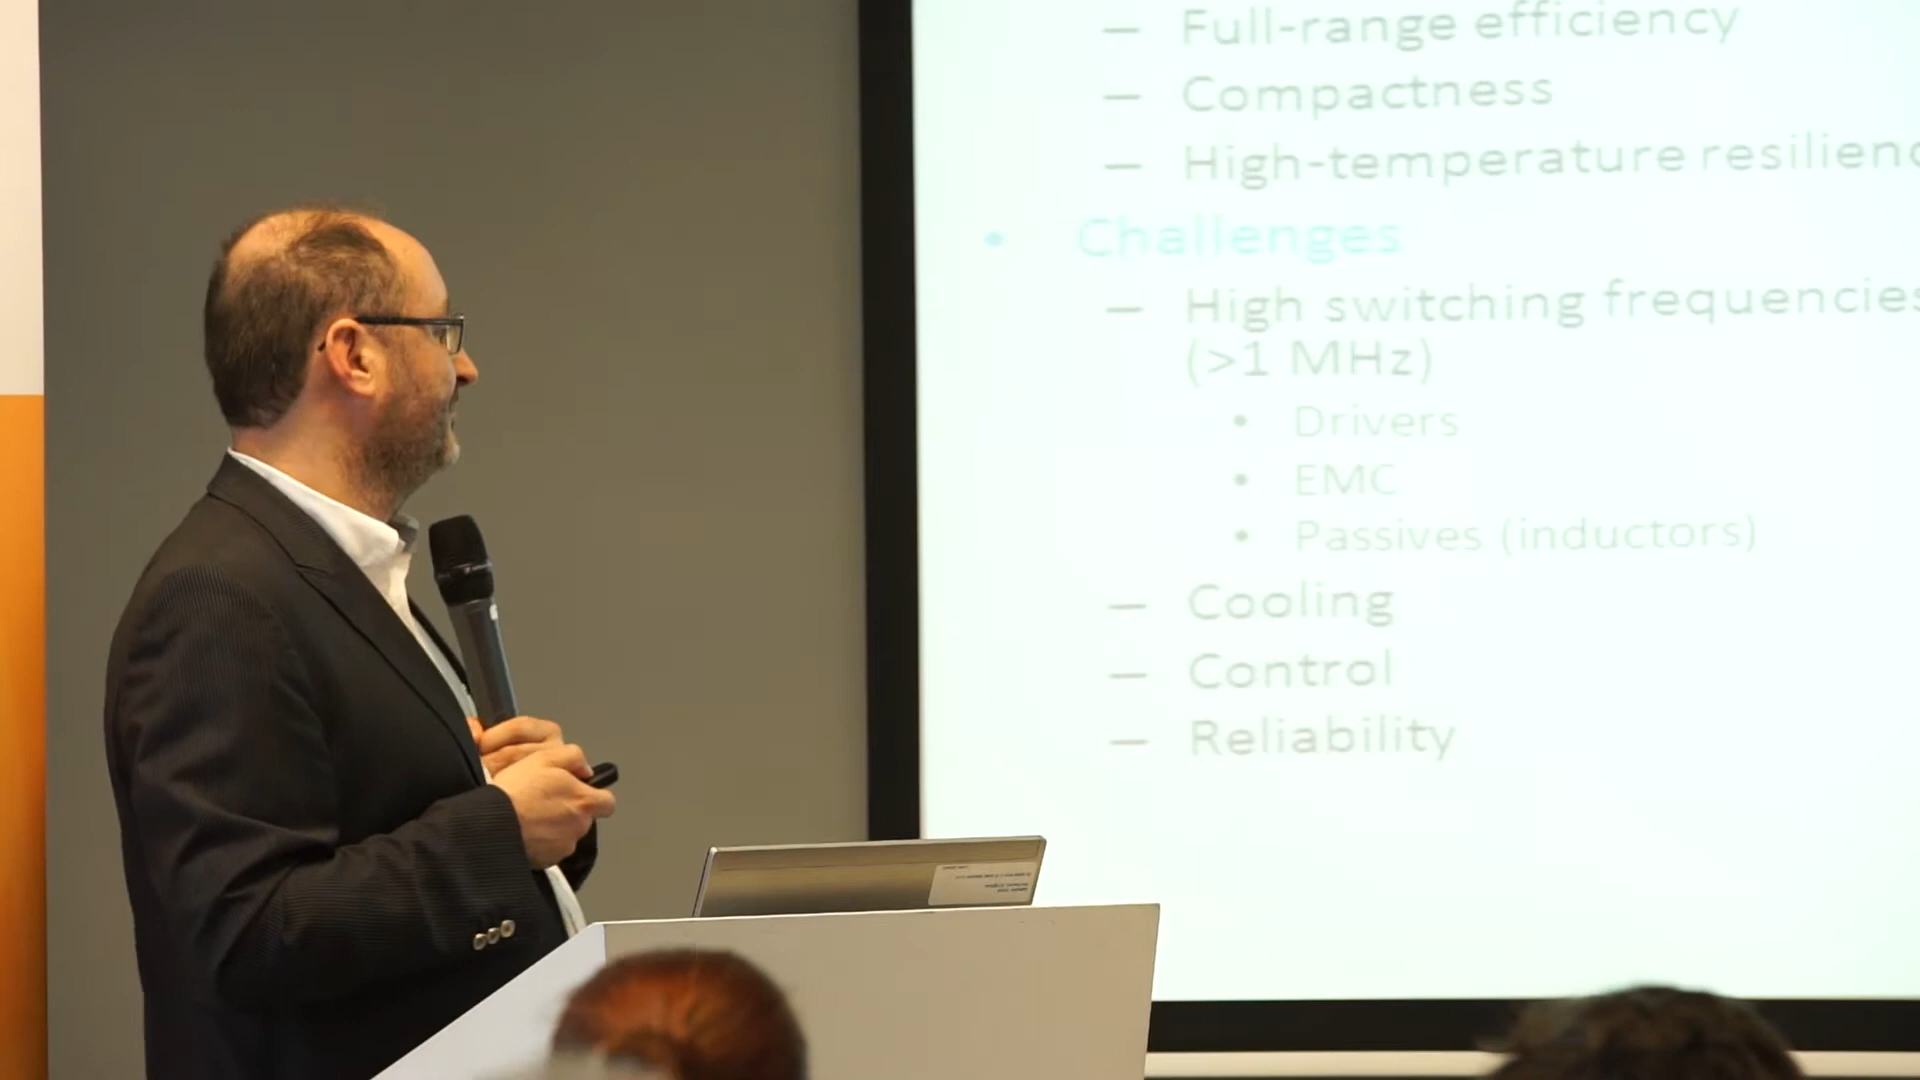 — Full-range efficiency
— Compactness
— High-temperature resilienc
• Challenges
— High switching frequencies
(>1 MHz)
• Drivers
• EMC
• Passives (inductors)
— Cooling
— Control
— Reliability